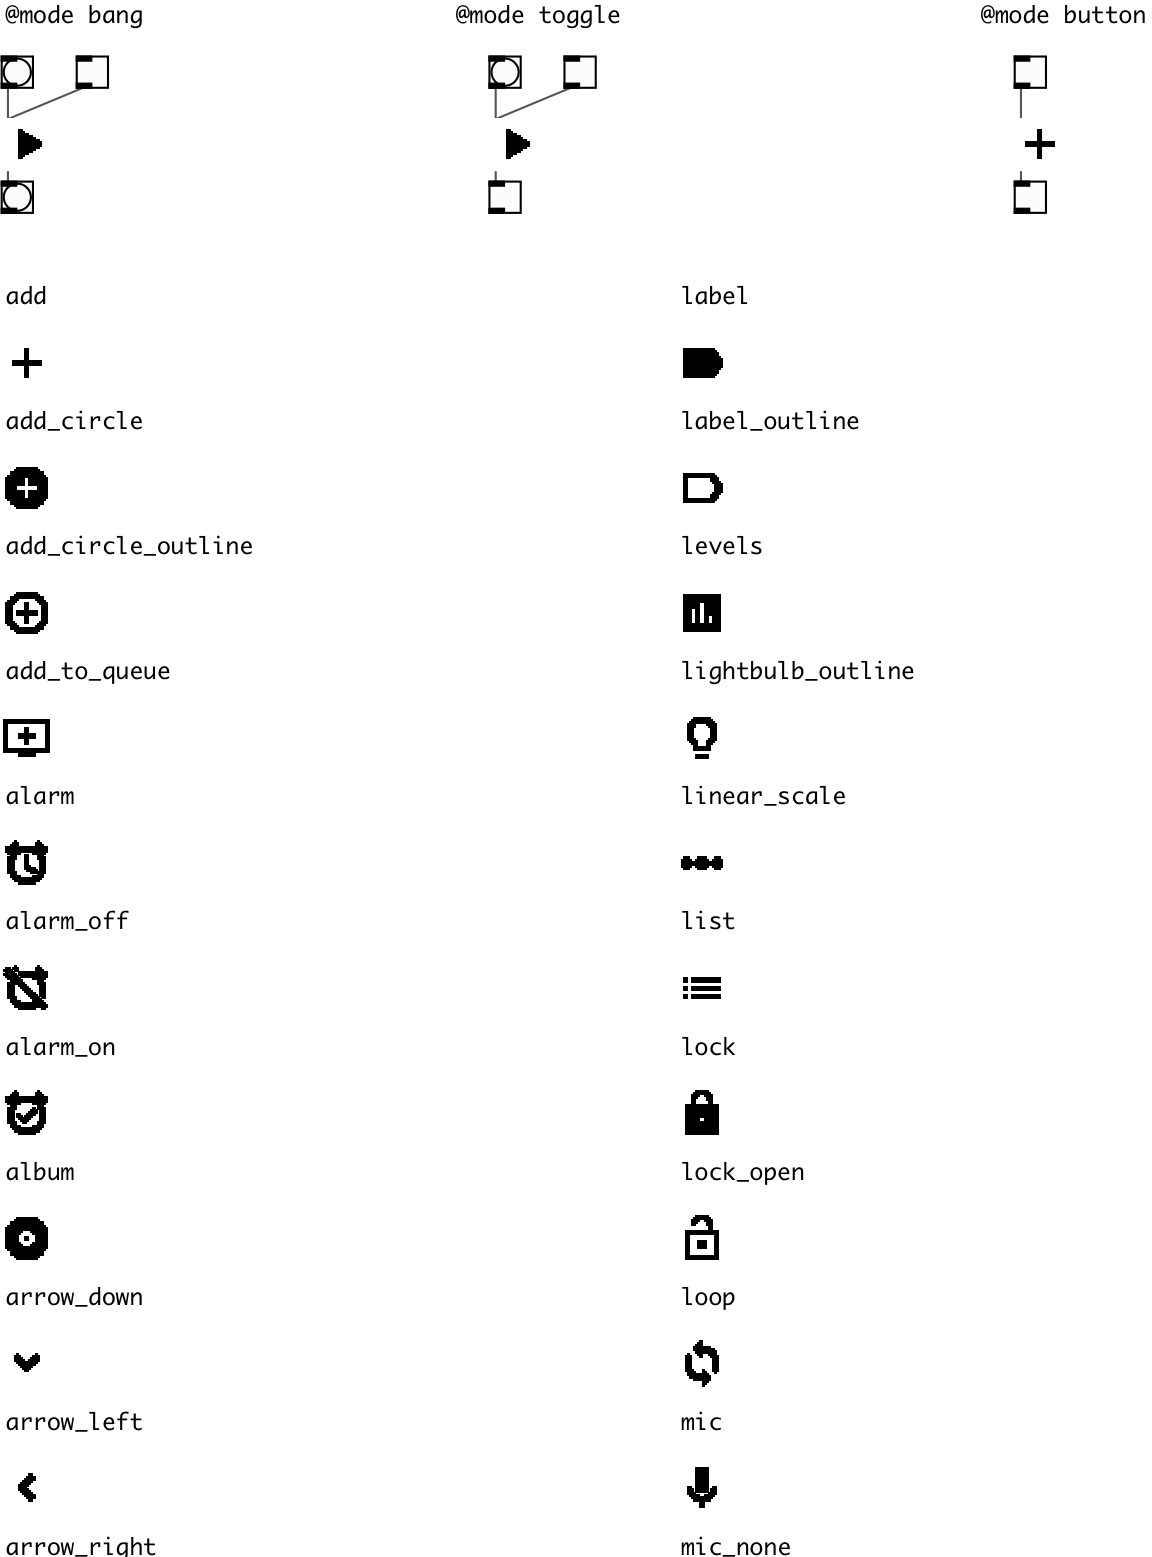 @mode bang
@mode toggle
@mode button
add
label
add_circle
label_outline
add_circle_outline
levels
add_to_queue
lightbulb_outline
alarm
linear_scale
alarm_off
list
alarm_on
lock
album
lock_open
arrow_down
loop
arrow_left
mic
arrow_right
mic_none